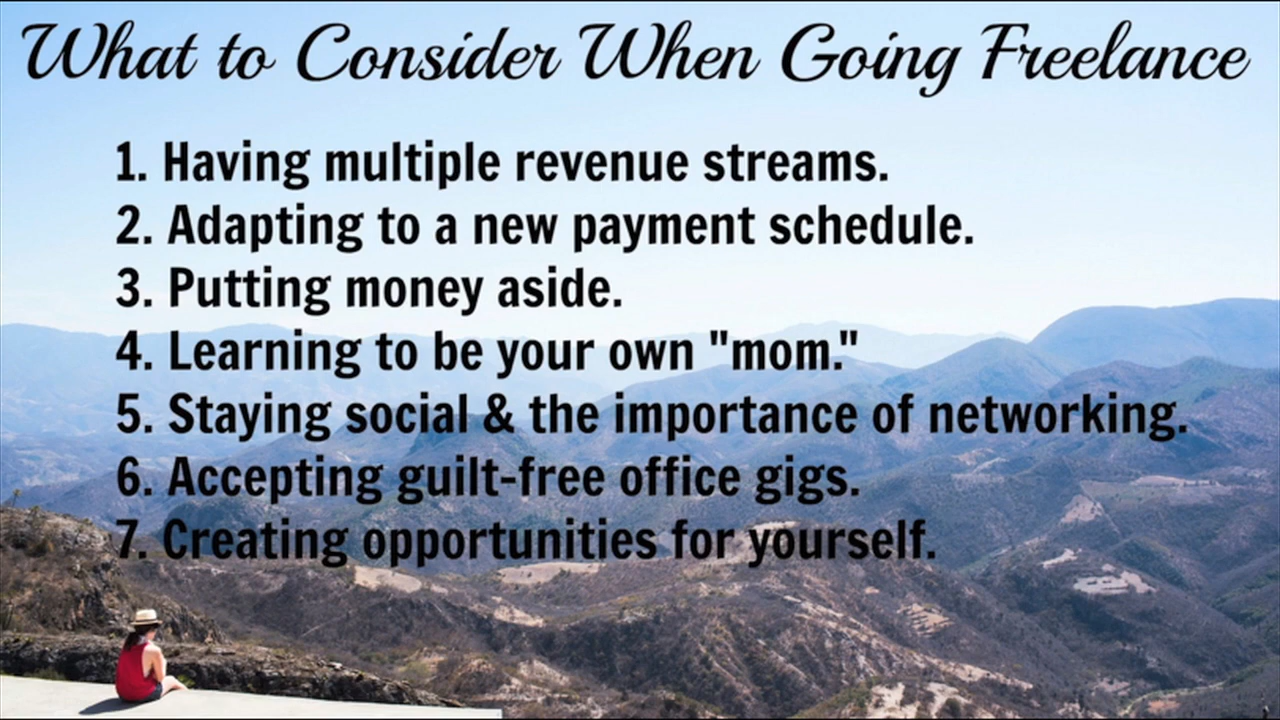 What to Consider When Going Freelance
1. Having multiple revenue streams.
2. Adapting to a new payment schedule.
3. Putting money aside.
4. Learning to be your own "mom."
5. Staying social & the importance of networking.
6. Accepting guilt-free office gigs.
7. Creating opportunities for yourself.